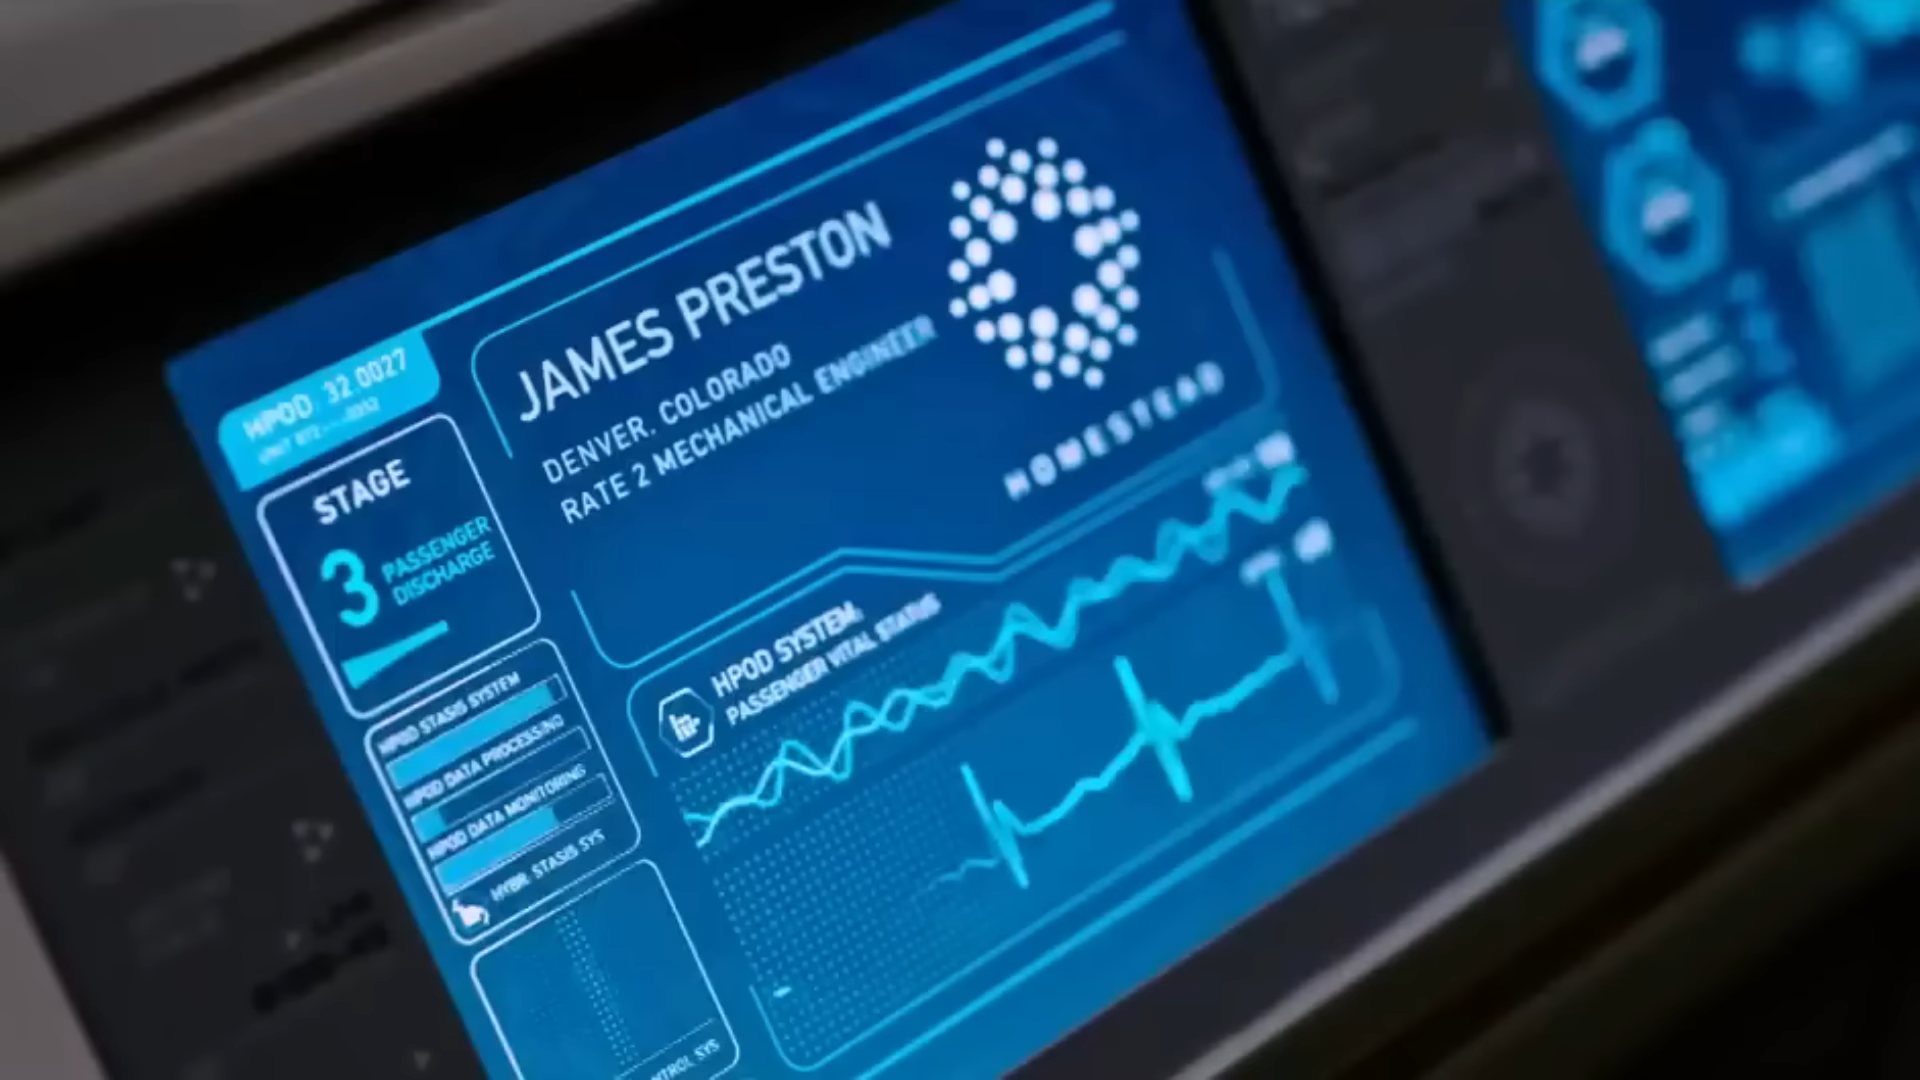 HPOD 32.0027
JAMES PRESTON
DENVER. COLORADO
RATE 2 MECHANICAL ENGINEER
HOMESTEAD
STAGE
3
PASSENGER
DISCHARGE
HPOD STASIS SYSTEM
HPOD DATA PROCESSING
HPOD DATA MONITORING
HYBR. STASIS SYS
HPOD SYSTEM:
PASSENGER VITAL STATUS
SYS